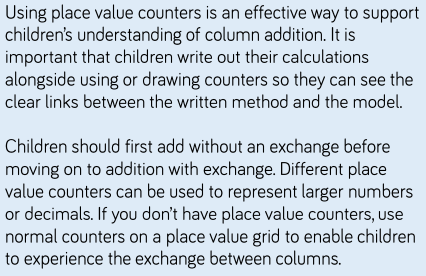 Using place value counters is an effective way to support
children's understanding of column addition. It is
important that children write out their calculations
alongside using or drawing counters so they can see the
clear links between the written method and the model.

Children should first add without an exchange before
moving on to addition with exchange. Different place
value counters can be used to represent larger numbers
or decimals. If you don't have place value counters, use
normal counters on a place value grid to enable children
to experience the exchange between columns.